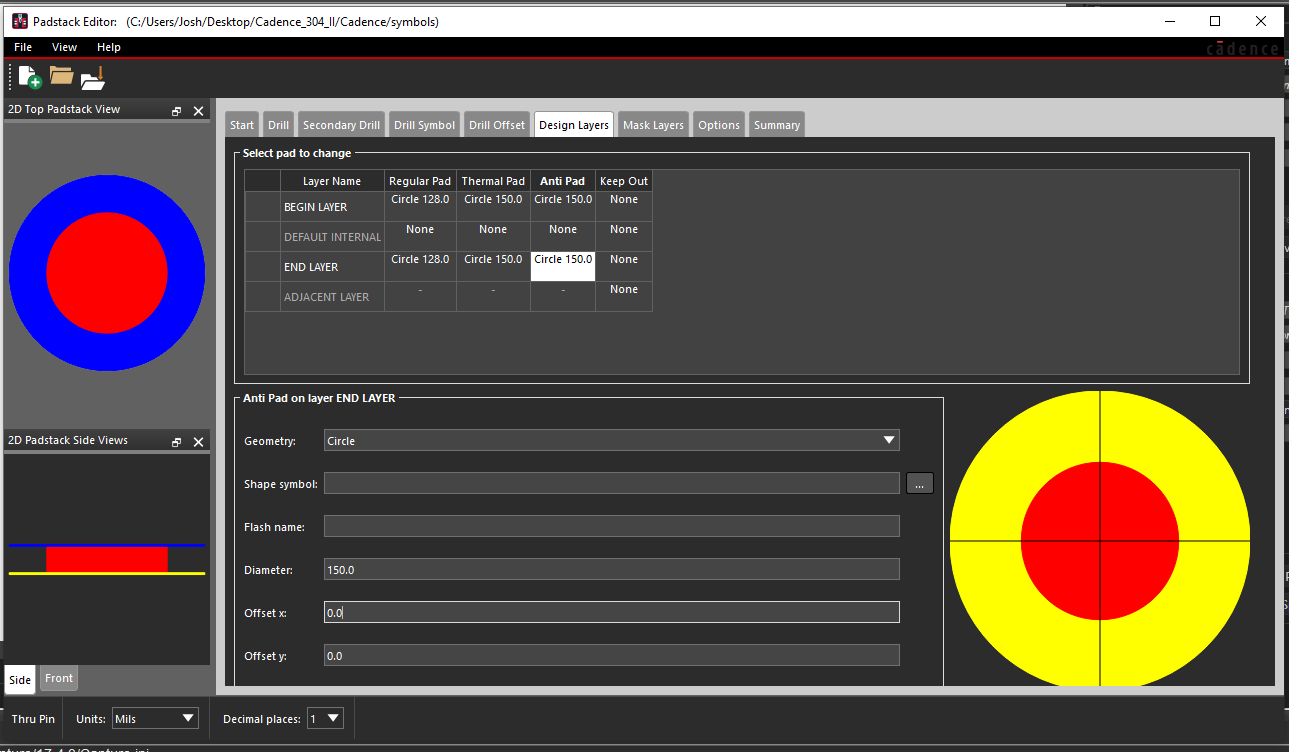 Padstack Editor: (C:/Users/Josh/Desktop/Cadence_304_II/Cadence/symbols)
File View Help
cādence
2D Top Padstack View
Start Drill Secondary Drill Drill Symbol Drill Offset Design Layers Mask Layers Options Summary
Select pad to change
Layer Name Regular Pad Thermal Pad Anti Pad Keep Out
BEGIN LAYER Circle 128.0 Circle 150.0 Circle 150.0 None
DEFAULT INTERNAL None None None None
END LAYER Circle 128.0 Circle 150.0 Circle 150.0 None
ADJACENT LAYER - - - None
Anti Pad on layer END LAYER
Geometry: Circle
Shape symbol: ...
Flash name:
Diameter: 150.0
Offset x: 0.0
Offset y: 0.0
2D Padstack Side Views
Side Front
Thru Pin Units: Mils Decimal places: 1